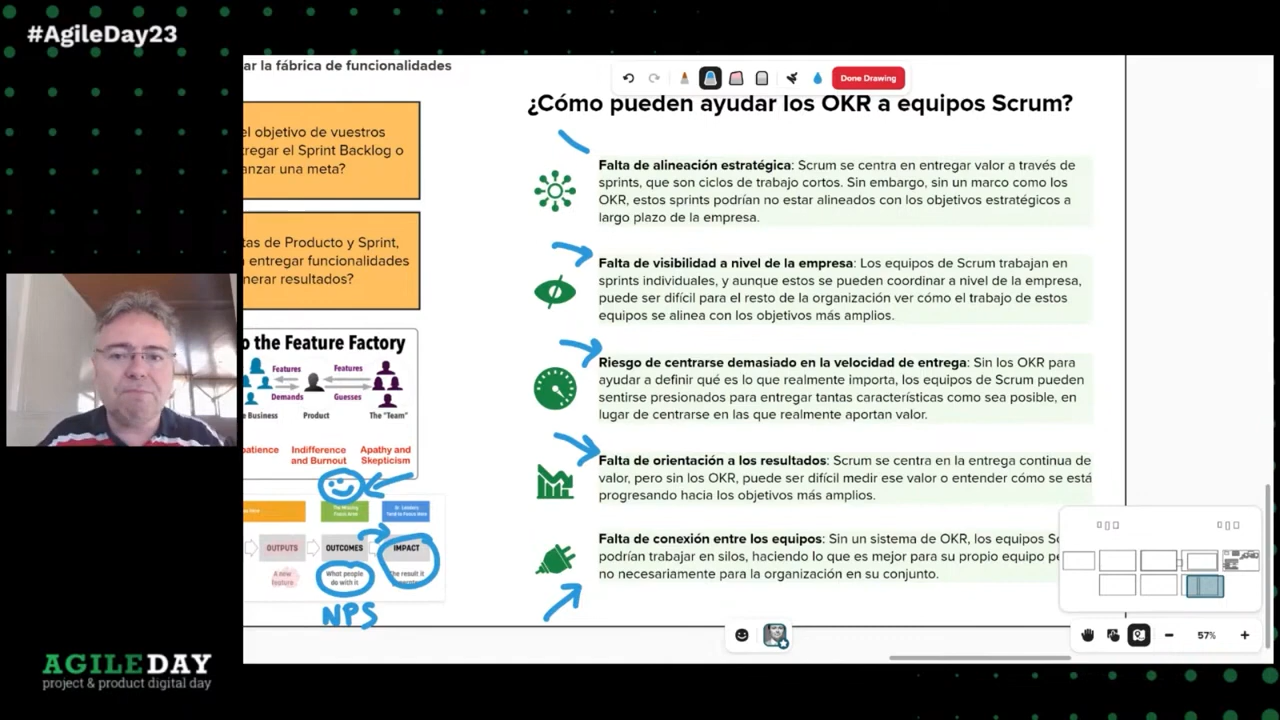 #AgileDay23
ar la fábrica de funcionalidades
Done Drawing
el objetivo de vuestros
tregar el Sprint Backlog o
anzar una meta?
tas de Producto y Sprint,
entregar funcionalidades
nerar resultados?
o the Feature Factory
Features
Features
Demands
Guesses
e Business
Product
The "Team"
patience
Indifference
and Burnout
Apathy and
Skepticism
OUTPUTS
OUTCOMES
IMPACT
A new
feature
What people
do with it
The result it
NPS
¿Cómo pueden ayudar los OKR a equipos Scrum?
Falta de alineación estratégica: Scrum se centra en entregar valor a través de
sprints, que son ciclos de trabajo cortos. Sin embargo, sin un marco como los
OKR, estos sprints podrían no estar alineados con los objetivos estratégicos a
largo plazo de la empresa.
Falta de visibilidad a nivel de la empresa: Los equipos de Scrum trabajan en
sprints individuales, y aunque estos se pueden coordinar a nivel de la empresa,
puede ser difícil para el resto de la organización ver cómo el trabajo de estos
equipos se alinea con los objetivos más amplios.
Riesgo de centrarse demasiado en la velocidad de entrega: Sin los OKR para
ayudar a definir qué es lo que realmente importa, los equipos de Scrum pueden
sentirse presionados para entregar tantas características como sea posible, en
lugar de centrarse en las que realmente aportan valor.
Falta de orientación a los resultados: Scrum se centra en la entrega continua de
valor, pero sin los OKR, puede ser difícil medir ese valor o entender cómo se está
progresando hacia los objetivos más amplios.
Falta de conexión entre los equipos: Sin un sistema de OKR, los equipos Sc
podrían trabajar en silos, haciendo lo que es mejor para su propio equipo pe
no necesariamente para la organización en su conjunto.
57%
AGILEDAY
project & product digital day